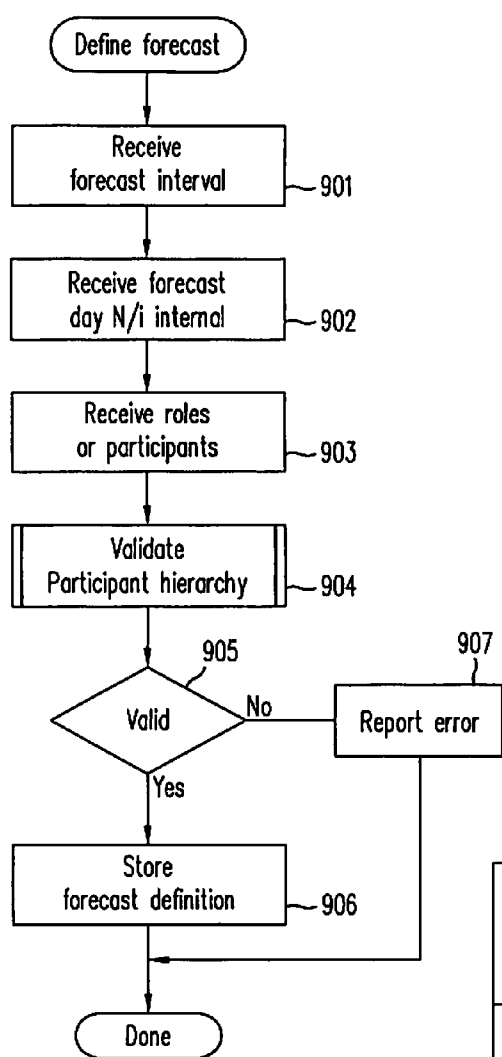 Define forecast
Receive
forecast interval
901
Receive forecast
day N/i internal
902
Receive roles
or participants
903
Validate
Participant hierarchy
904
905
Valid
No
907
Report error
Yes
Store
forecast definition
906
Done